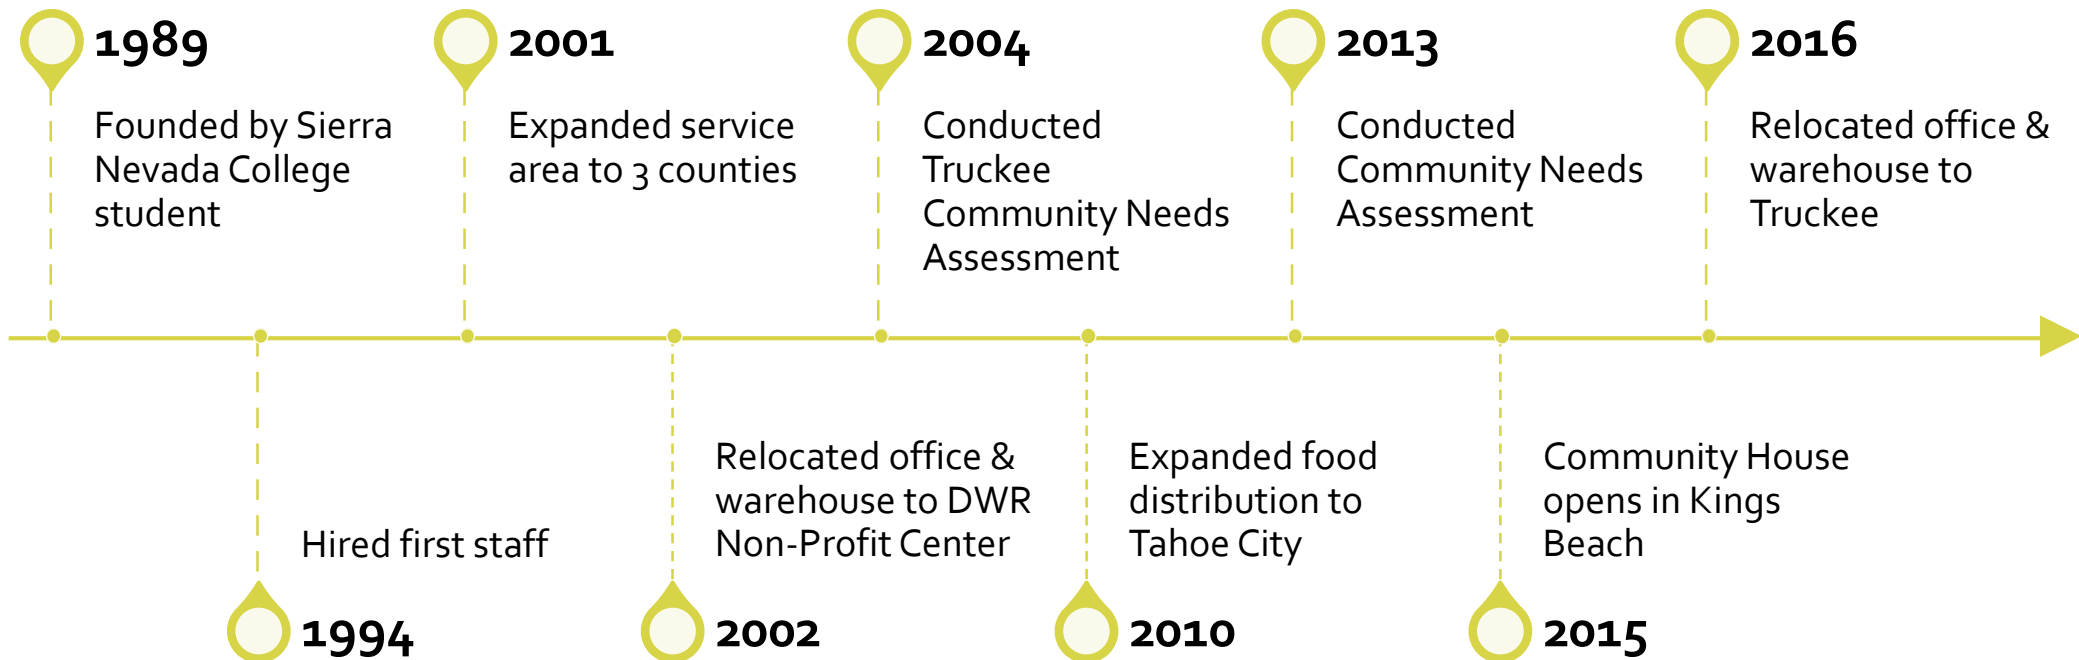 1989
Founded by Sierra
Nevada College
student
2001
Expanded service
area to 3 counties
2004
Conducted
Truckee
Community Needs
Assessment
2013
Conducted
Community Needs
Assessment
2016
Relocated office &
warehouse to
Truckee
Hired first staff
1994
Relocated office &
warehouse to DWR
Non-Profit Center
2002
Expanded food
distribution to
Tahoe City
2010
Community House
opens in Kings
Beach
2015